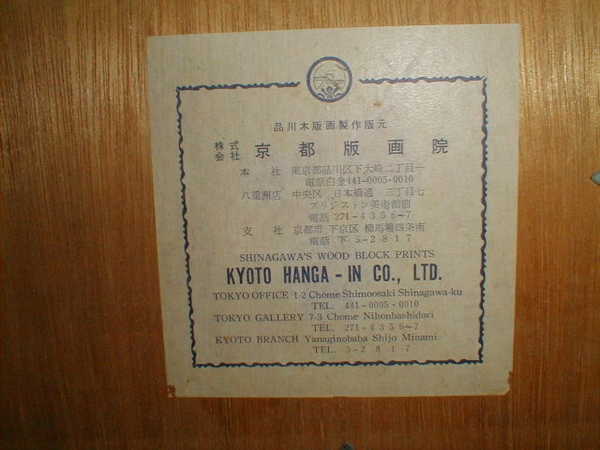 品川木版画製作版元
株式会社 京都版画院
本社 東京都品川区下大崎二丁目一
電話白金441-0005-0010
八重洲店 中央区 日本橋通 三丁目七
ブリジストン美術館前
電話 271-4356~7
支社 京都市 下京区 柳馬場四条南
電話 下 5-2817
SHINAGAWA'S WOOD BLOCK PRINTS
KYOTO HANGA-IN CO., LTD.
TOKYO OFFICE 1-2 Chome Shimoosaki Shinagawa-ku
TEL. 441-0005-0010
TOKYO GALLERY 7-3 Chome Nihonbashidori
TEL. 271-4356~7
KYOTO BRANCH Yanaginobaba Shijo Minami
TEL. 5-2817